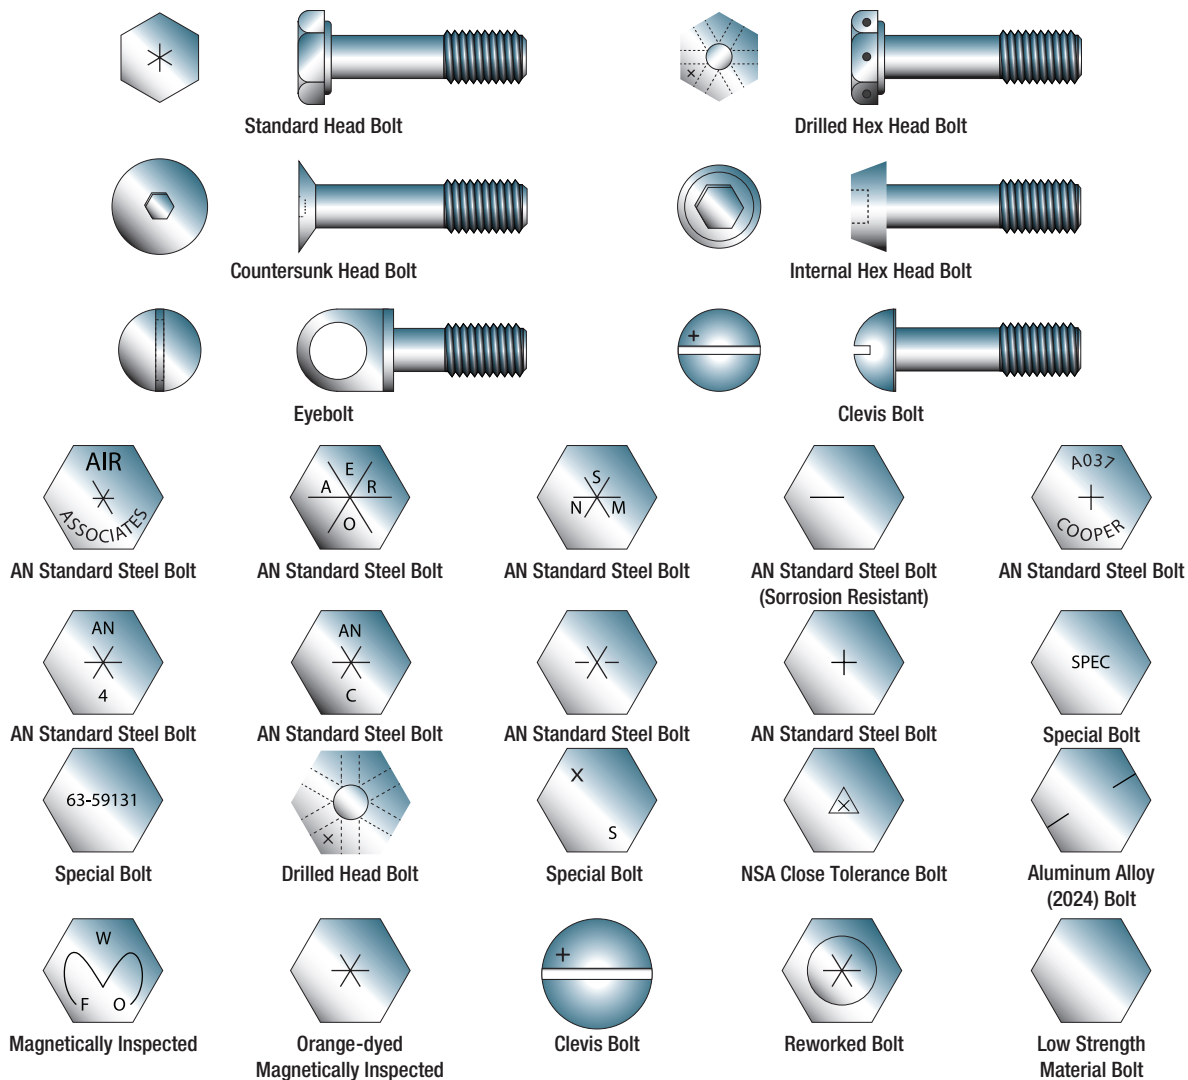 Standard Head Bolt
Drilled Hex Head Bolt
Countersunk Head Bolt
Internal Hex Head Bolt
Eyebolt
Clevis Bolt
AIR
ASSOCIATES
AN Standard Steel Bolt
E
A R
O
AN Standard Steel Bolt
S
N M
AN Standard Steel Bolt
AN Standard Steel Bolt
(Sorrosion Resistant)
A037
COOPER
AN Standard Steel Bolt
AN
4
AN Standard Steel Bolt
AN
C
AN Standard Steel Bolt
AN Standard Steel Bolt
AN Standard Steel Bolt
SPEC
Special Bolt
63-59131
Special Bolt
X
Drilled Head Bolt
X
S
Special Bolt
X
NSA Close Tolerance Bolt
Aluminum Alloy
(2024) Bolt
W
F O
Magnetically Inspected
Orange-dyed
Magnetically Inspected
+
Clevis Bolt
Reworked Bolt
Low Strength
Material Bolt